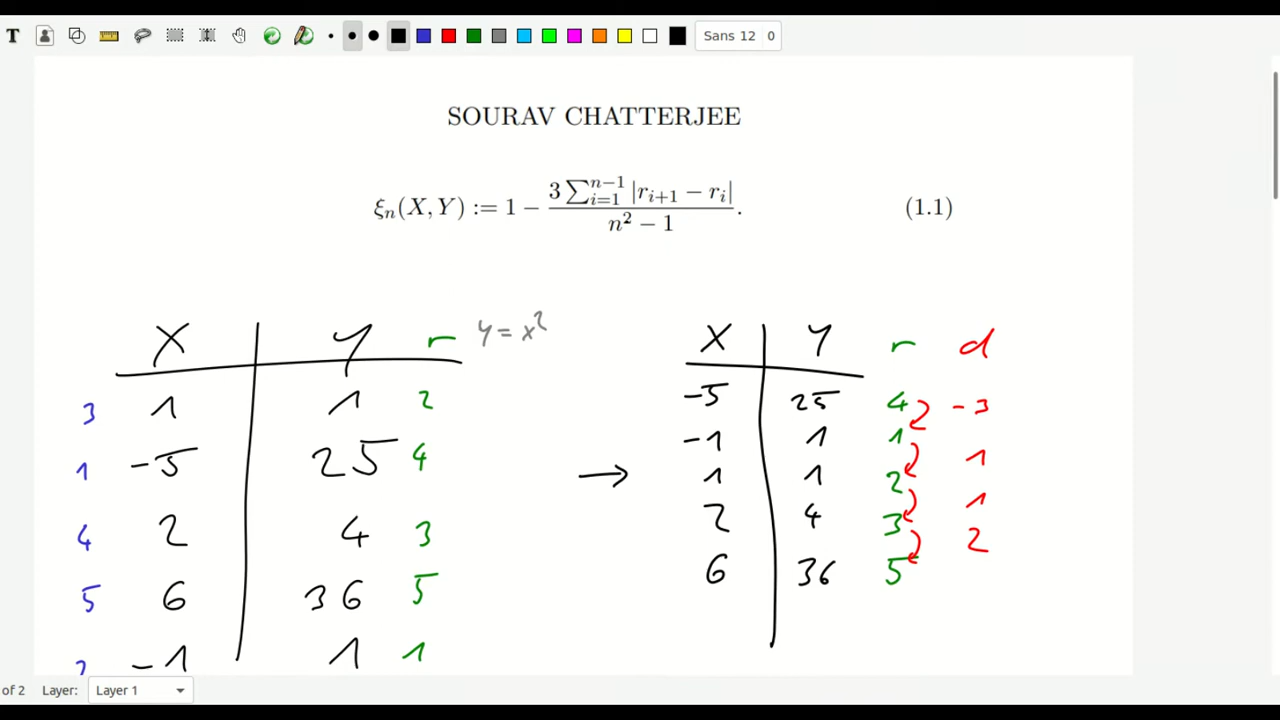 T Sans 12 0
SOURAV CHATTERJEE
ξₙ(X, Y) := 1 − 3 ∑ᵢ₌₁ⁿ⁻¹ |rᵢ₊₁ − rᵢ| / n² − 1 . (1.1)
X Y r y = x²
3 1 1 2
1 -5 25 4
4 2 4 3
5 6 36 5
2 -1 1 1
→
X Y r d
-5 25 4 -3
-1 1 1 1
1 1 2 1
2 4 3 2
6 36 5
of 2 Layer: Layer 1